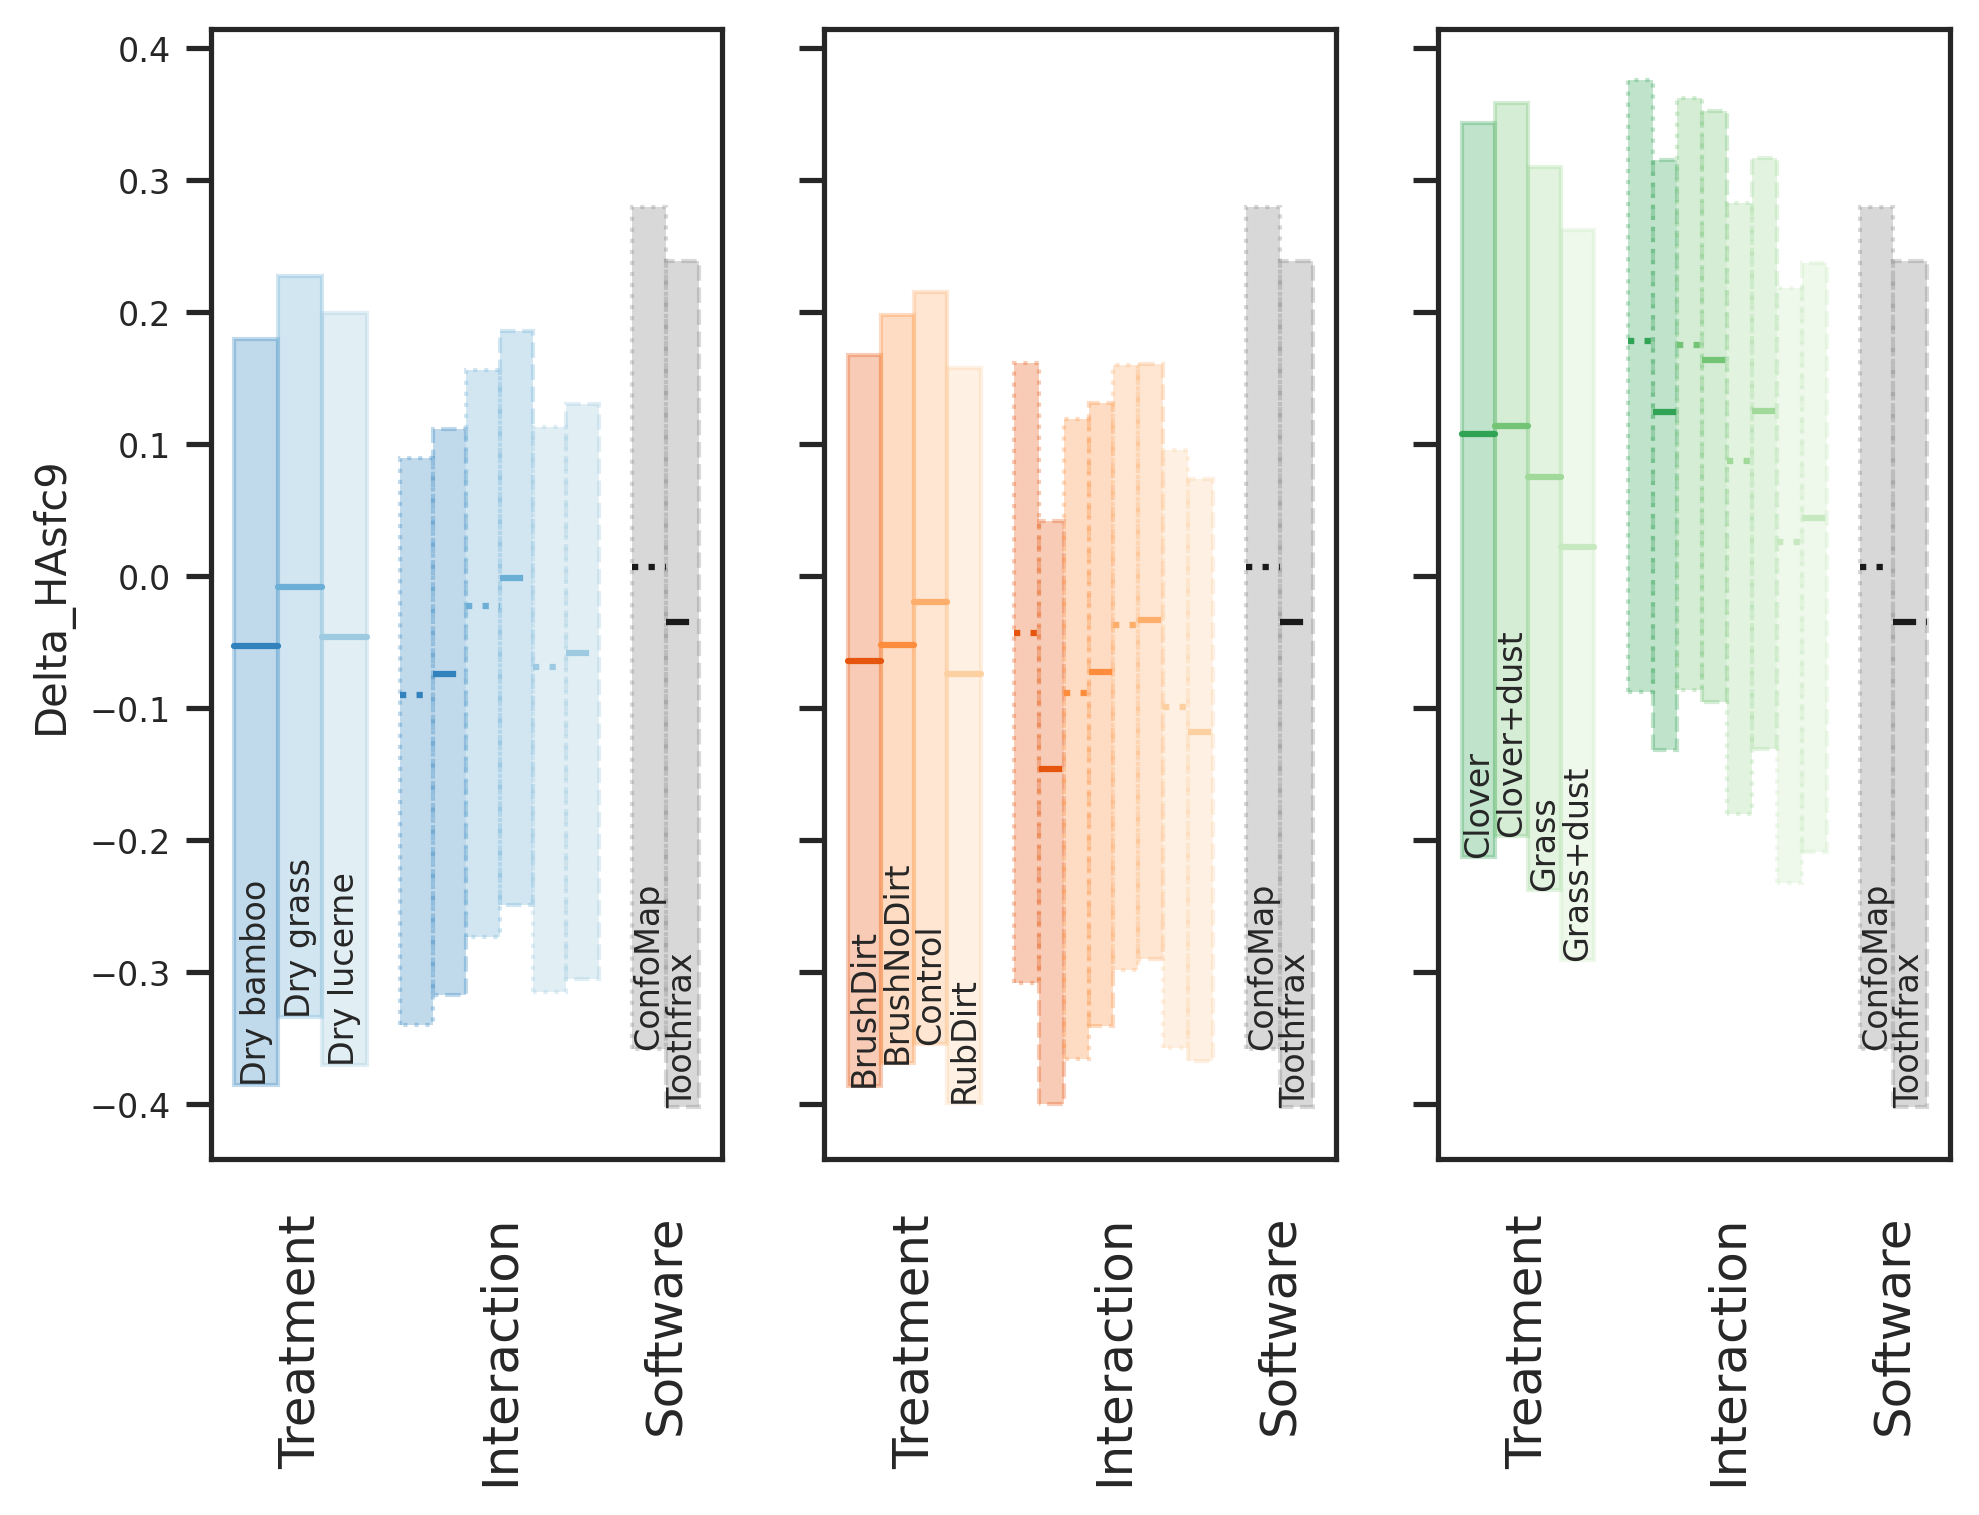 Delta_HAsfc9
0.4
0.3
0.2
0.1
0.0
−0.1
−0.2
−0.3
−0.4
Dry bamboo
Dry grass
Dry lucerne
ConfoMap
Toothfrax
BrushDirt
BrushNoDirt
Control
RubDirt
ConfoMap
Toothfrax
Clover
Clover+dust
Grass
Grass+dust
ConfoMap
Toothfrax
Treatment
Interaction
Software
Treatment
Interaction
Software
Treatment
Interaction
Software